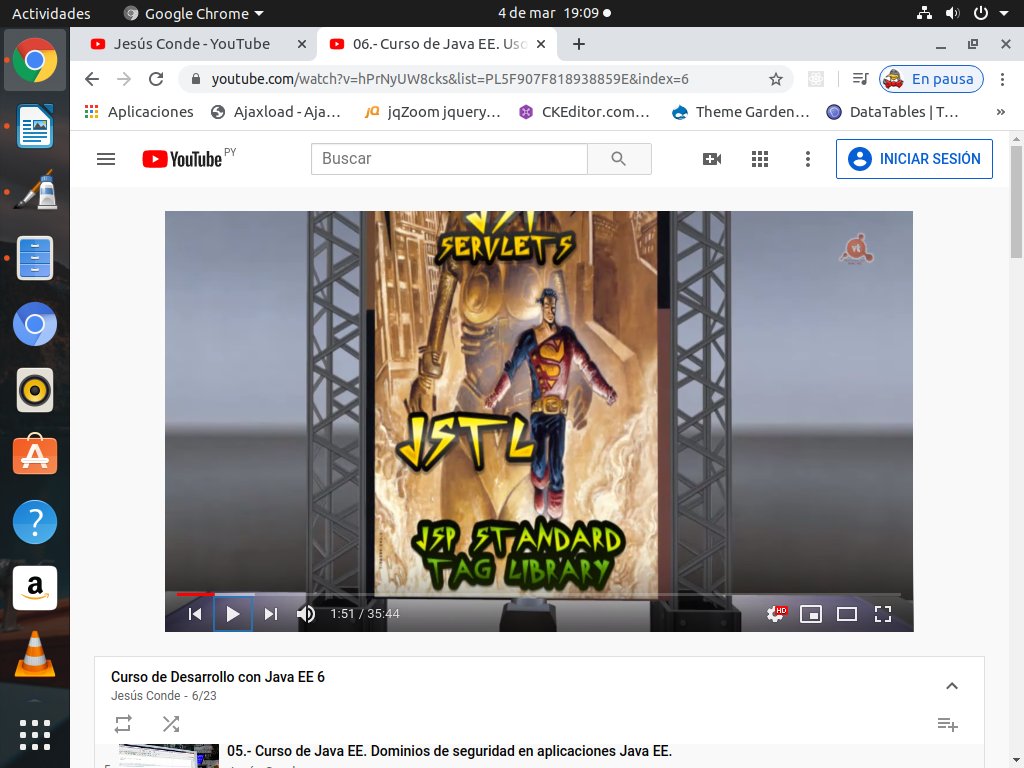 Actividades Google Chrome 4 de mar 19:09
Jesús Conde - YouTube 06.- Curso de Java EE. Uso
youtube.com/watch?v=hPrNyUW8cks&list=PL5F907F818938859E&index=6 En pausa
Aplicaciones Ajaxload - Aja... jqZoom jquery... CKEditor.com... Theme Garden... DataTables | T... »
YouTube PY Buscar INICIAR SESIÓN
JSP
SERVLETS
vt
JSTL
JSP STANDARD
TAG LIBRARY
1:51 / 35:44 HD
Curso de Desarrollo con Java EE 6
Jesús Conde - 6/23
05.- Curso de Java EE. Dominios de seguridad en aplicaciones Java EE.